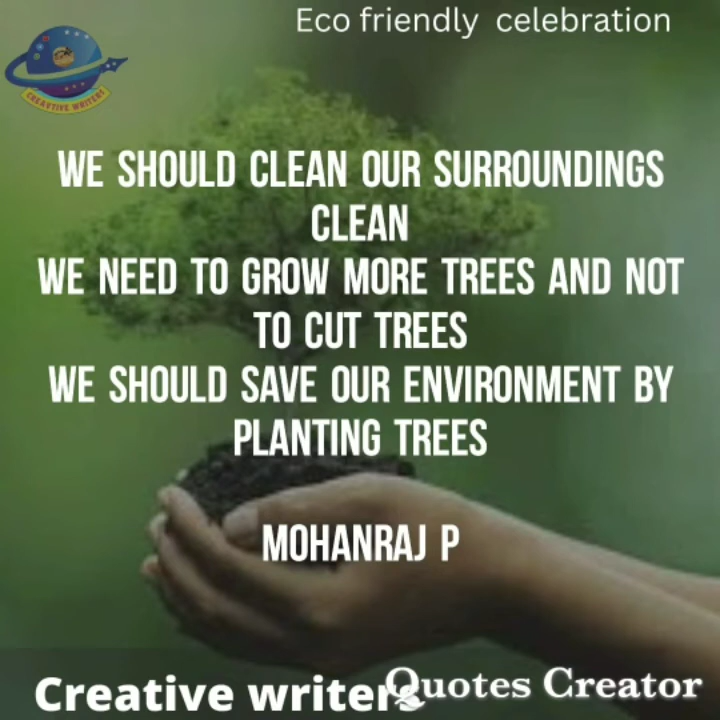 Eco friendly celebration
CREAVTIVE WRITERS
WE SHOULD CLEAN OUR SURROUNDINGS
CLEAN
WE NEED TO GROW MORE TREES AND NOT
TO CUT TREES
WE SHOULD SAVE OUR ENVIRONMENT BY
PLANTING TREES
MOHANRAJ P
Creative writers
Quotes Creator